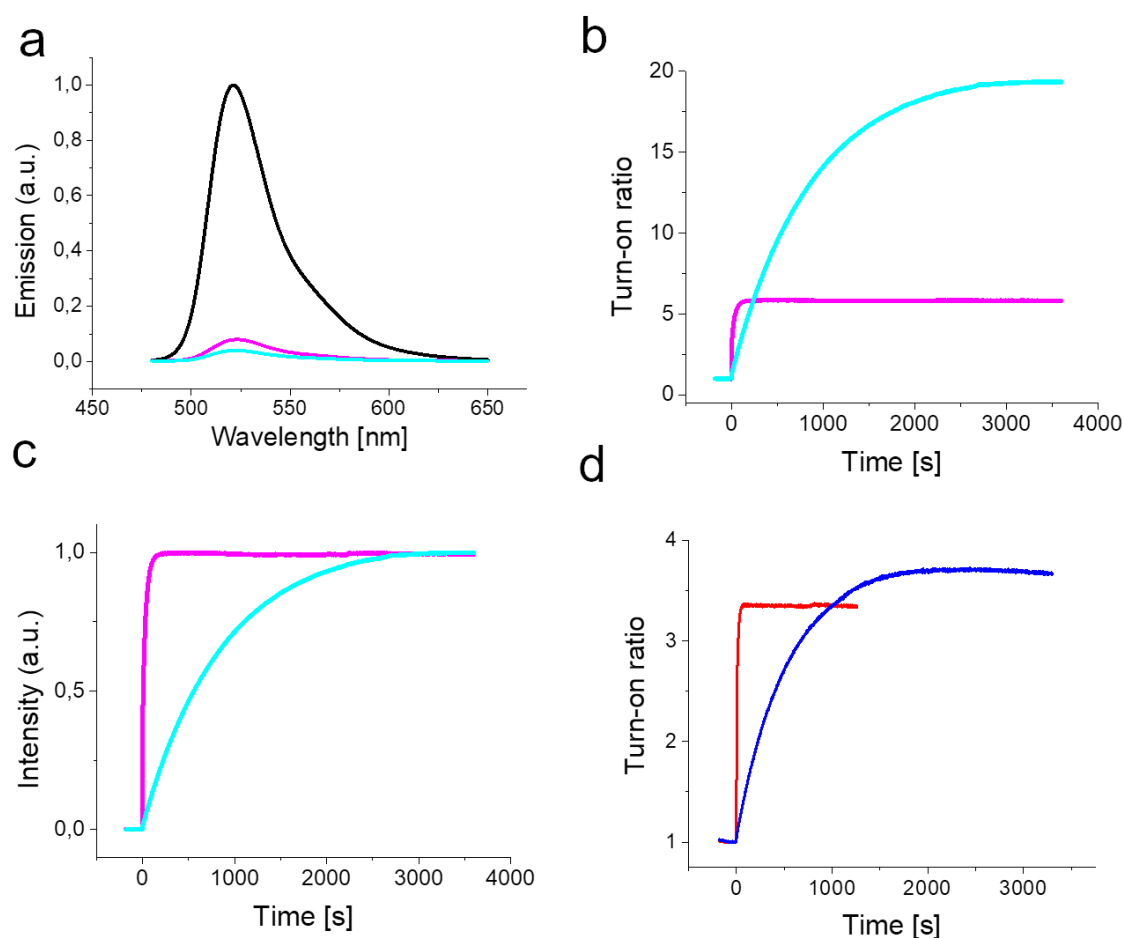 a
Emission (a.u.)
1,0
0,8
0,6
0,4
0,2
0,0
450 500 550 600 650
Wavelength [nm]
b
Turn-on ratio
20
15
10
5
0
0 1000 2000 3000 4000
Time [s]
c
Intensity (a.u.)
1,0
0,5
0,0
0 1000 2000 3000 4000
Time [s]
d
Turn-on ratio
4
3
2
1
0 1000 2000 3000
Time [s]